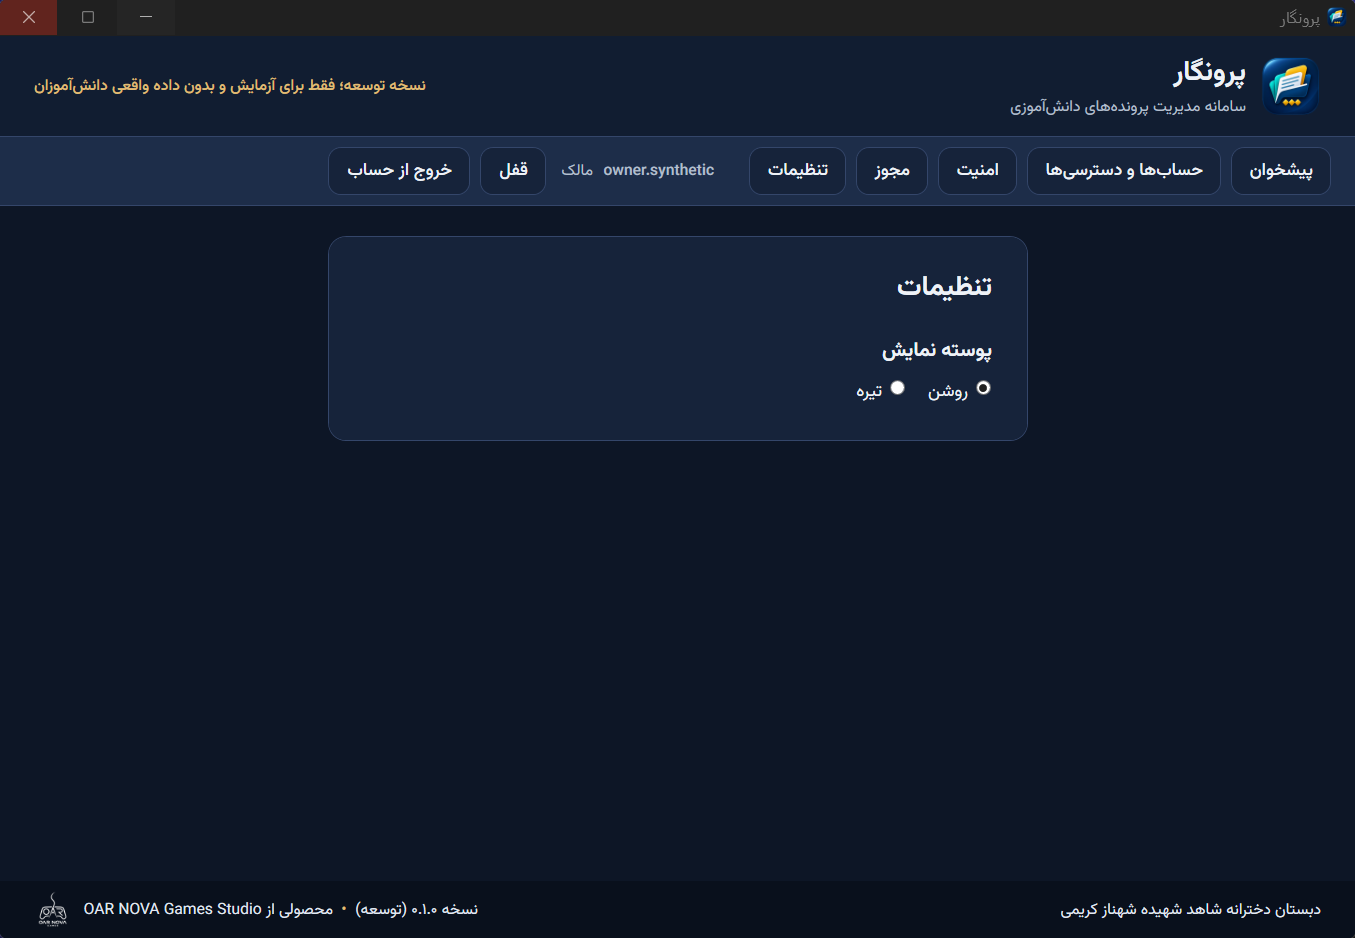 پرونگار
پرونگار
سامانه مدیریت پرونده‌های دانش‌آموزی
نسخه توسعه؛ فقط برای آزمایش و بدون داده واقعی دانش‌آموزان
پیشخوان
حساب‌ها و دسترسی‌ها
امنیت
مجوز
تنظیمات
owner.synthetic مالک
قفل
خروج از حساب
تنظیمات
پوسته نمایش
روشن
تیره
دبستان دخترانه شاهد شهیده شهناز کریمی
نسخه ۰.۱.۰ (توسعه) • محصولی از OAR NOVA Games Studio
OAR NOVA